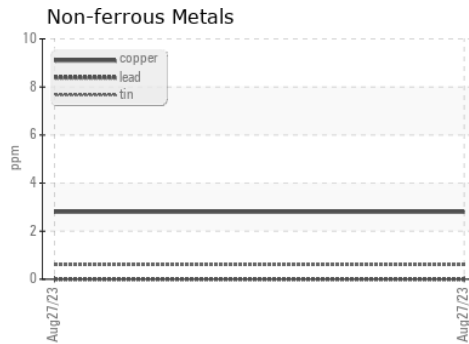 Non-ferrous Metals
10
8
6
4
2
0
ppm
copper
lead
tin
Aug27/23
Aug27/23